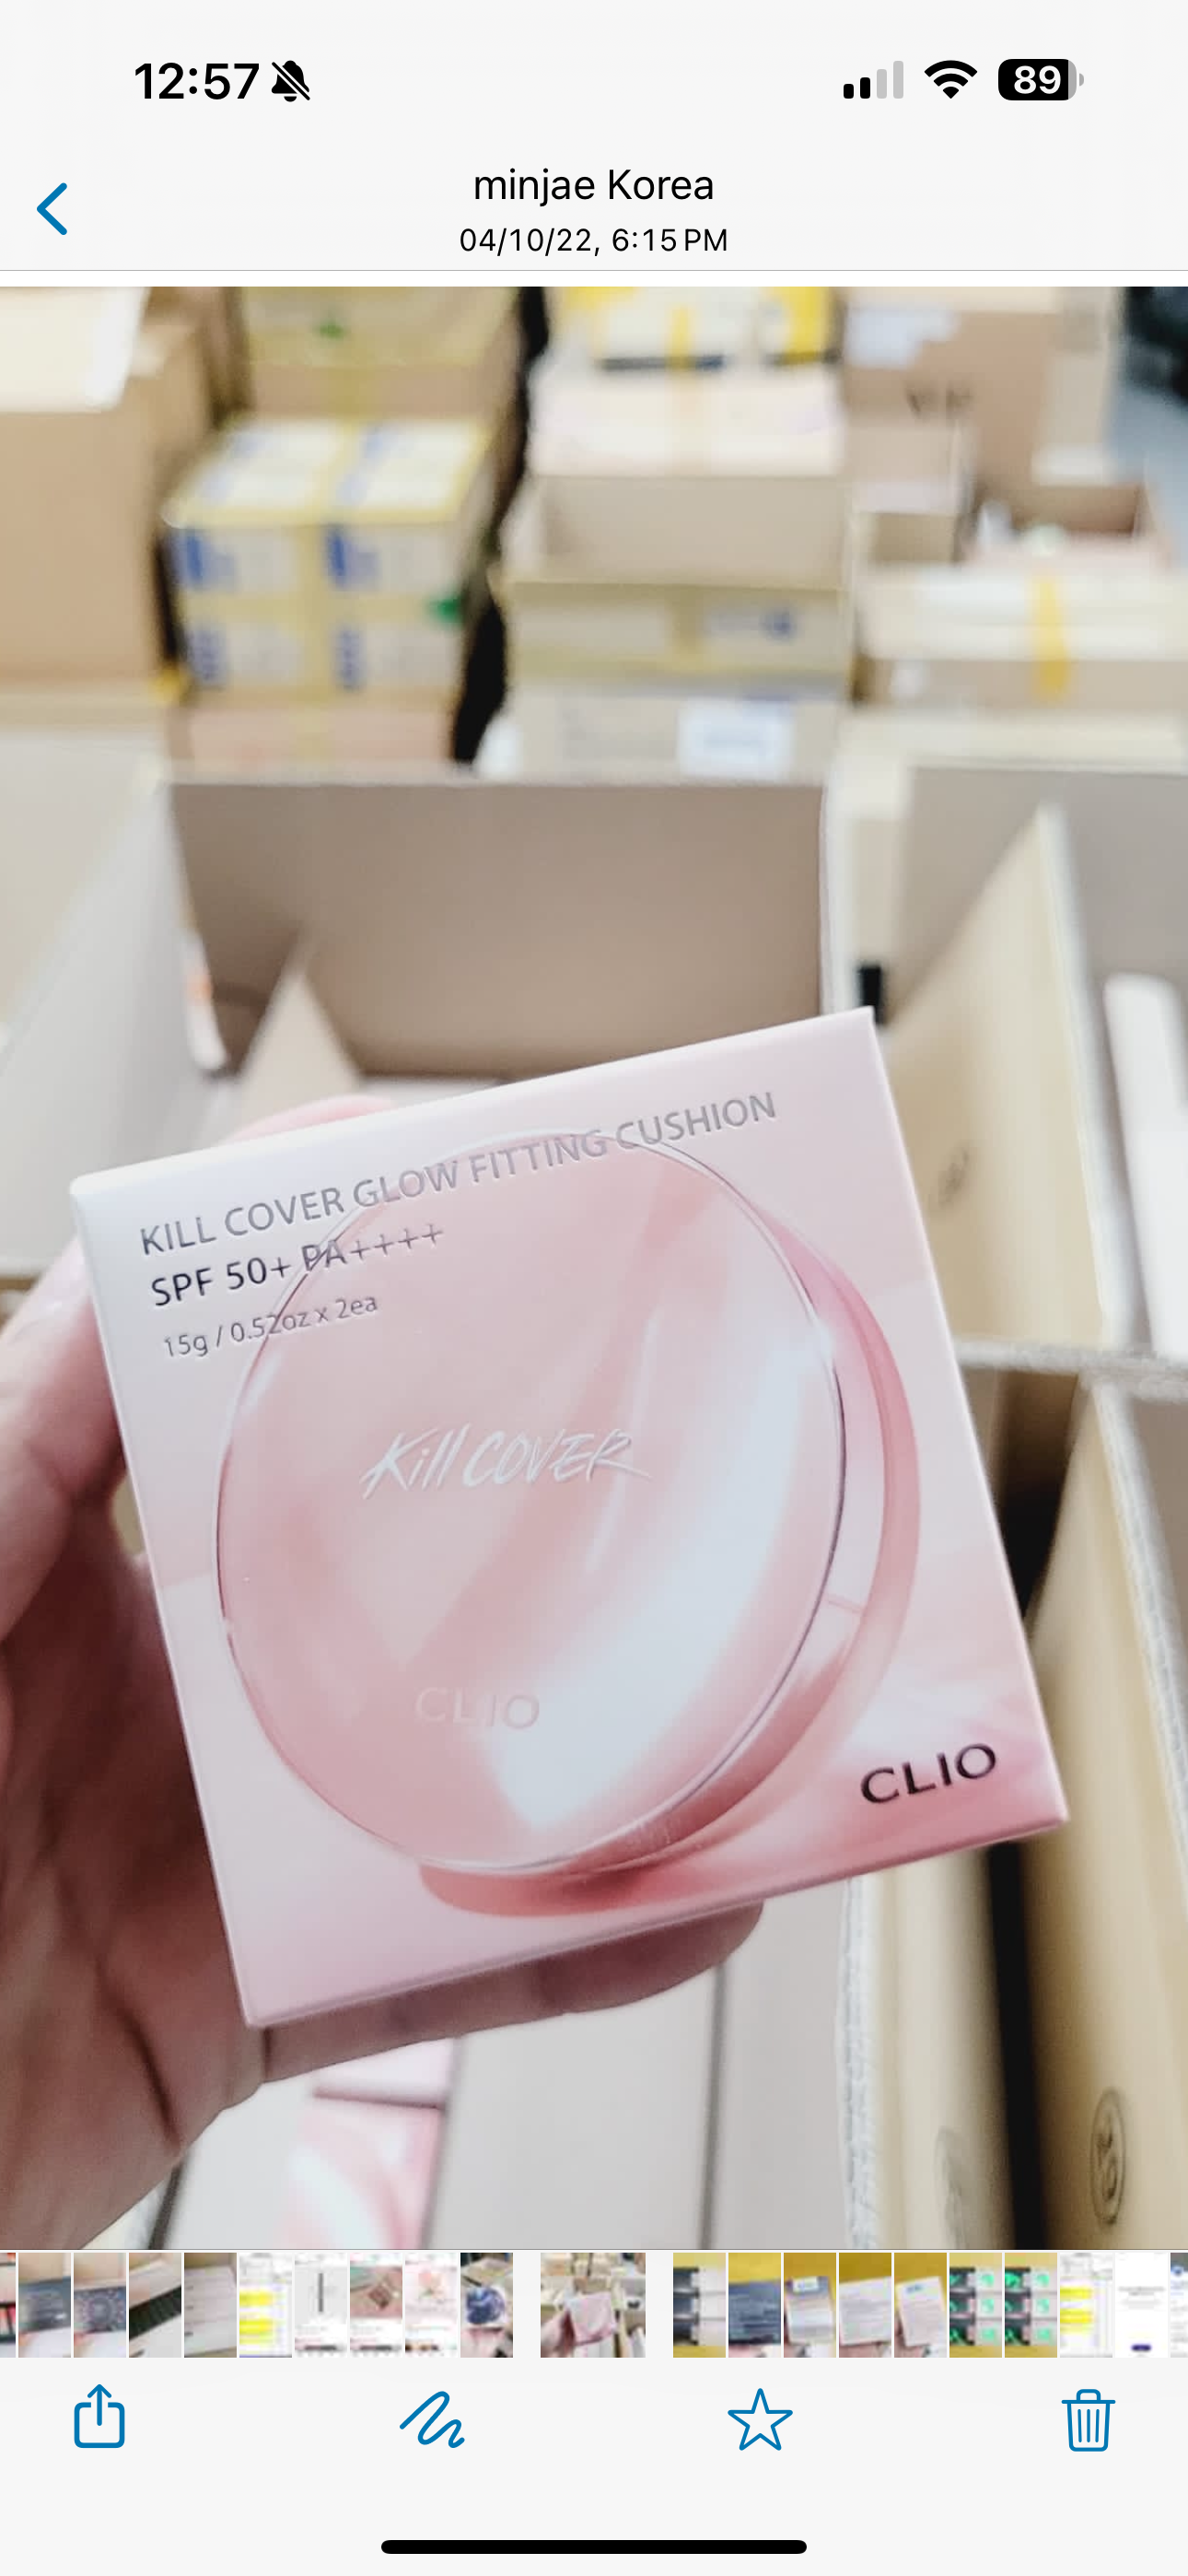 12:57
89
minjae Korea
04/10/22, 6:15 PM
KILL COVER GLOW FITTING CUSHION
SPF 50+ PA++++
15g / 0.52oz x 2ea
Kill COVER
CLIO
CLIO